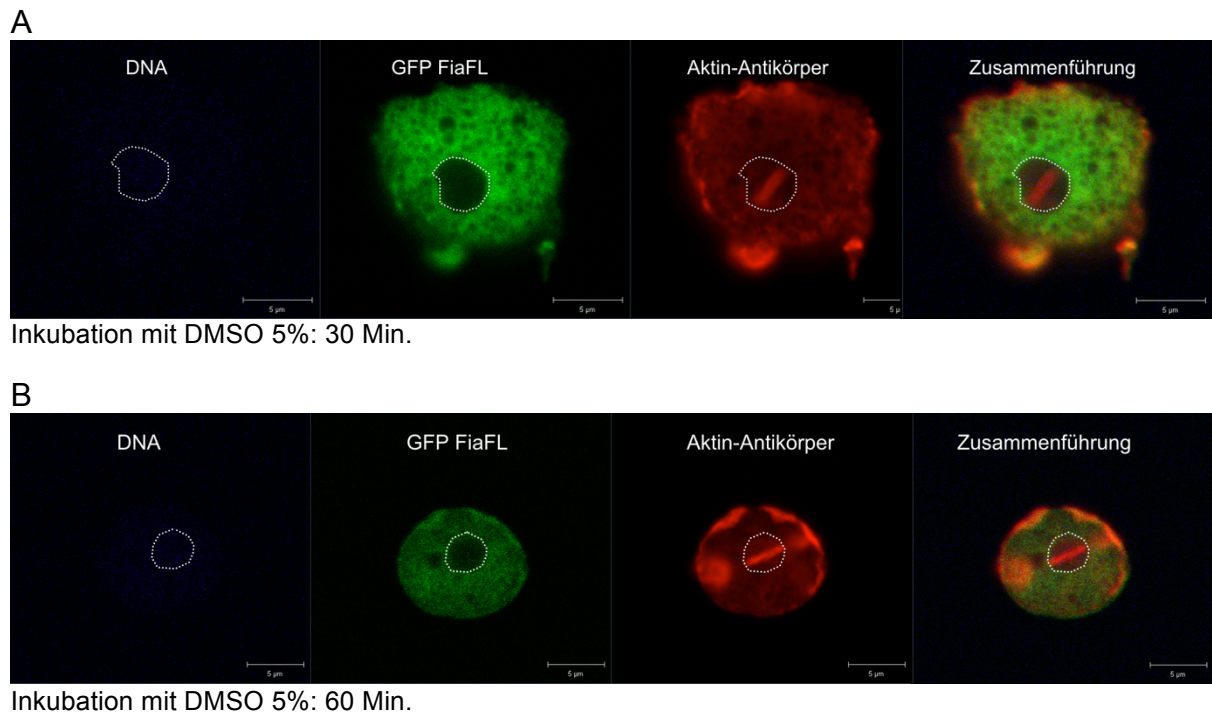 A
DNA GFP FiaFL Aktin-Antikörper Zusammenführung
5 µm 5 µm 5 µ 5 µm
Inkubation mit DMSO 5%: 30 Min.
B
DNA GFP FiaFL Aktin-Antikörper Zusammenführung
5 µm 5 µm 5 µm 5 µm
Inkubation mit DMSO 5%: 60 Min.